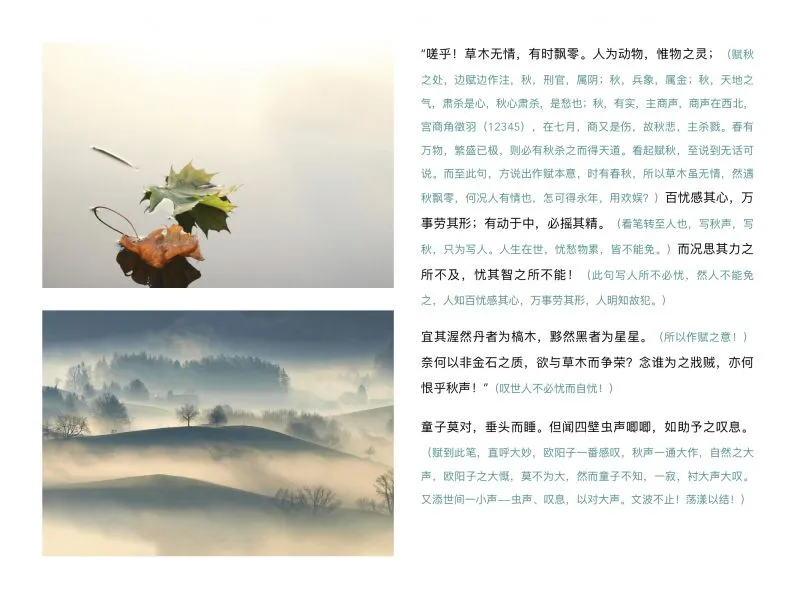 “嗟乎！草木无情，有时飘零。人为动物，惟物之灵；（赋秋
之处，边赋边作注，秋，刑官，属阴；秋，兵象，属金；秋，天地之
气，肃杀是心，秋心肃杀，是愁也；秋，有实，主商声，商声在西北，
宫商角徵羽（12345），在七月，商又是伤，故秋悲，主杀戮。春有
万物，繁盛已极，则必有秋杀之而得天道。看起赋秋，至说到无话可
说。而至此句，方说出作赋本意，时有春秋，所以草木虽无情，然遇
秋飘零，何况人有情也，怎可得永年，用欢娱？）百忧感其心，万
事劳其形；有动于中，必摇其精。（看笔转至人也，写秋声，写
秋，只为写人。人生在世，忧愁物累，皆不能免。）而况思其力之
所不及，忧其智之所不能！（此句写人所不必忧，然人不能免
之，人知百忧感其心，万事劳其形，人明知故犯。）
宜其渥然丹者为槁木，黟然黑者为星星。（所以作赋之意！）
奈何以非金石之质，欲与草木而争荣？念谁为之戕贼，亦何
恨乎秋声！”（叹世人不必忧而自忧！）
童子莫对，垂头而睡。但闻四壁虫声唧唧，如助予之叹息。
（赋到此笔，直呼大妙，欧阳子一番感叹，秋声一通大作，自然之大
声，欧阳子之大慨，莫不为大，然而童子不知，一寂，衬大声大叹。
又添世间一小声--虫声、叹息，以对大声。文波不止！荡漾以结！）